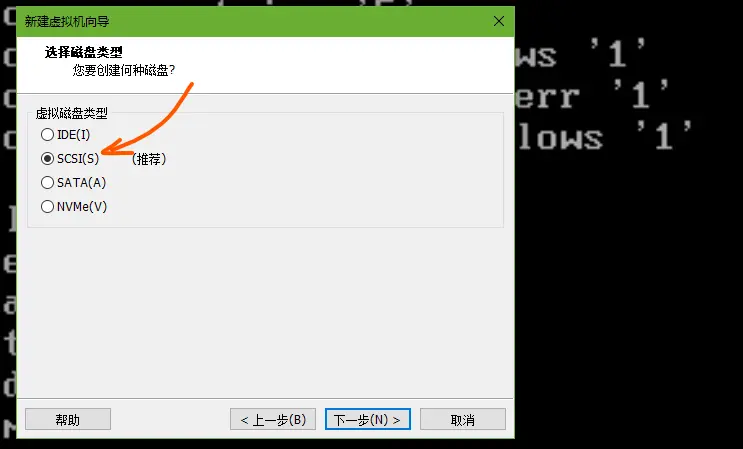 新建虚拟机向导
选择磁盘类型
您要创建何种磁盘?
ws '1'
err '1'
lows '1'
虚拟磁盘类型
IDE(I)
SCSI(S) (推荐)
SATA(A)
NVMe(V)
帮助
< 上一步(B)
下一步(N) >
取消